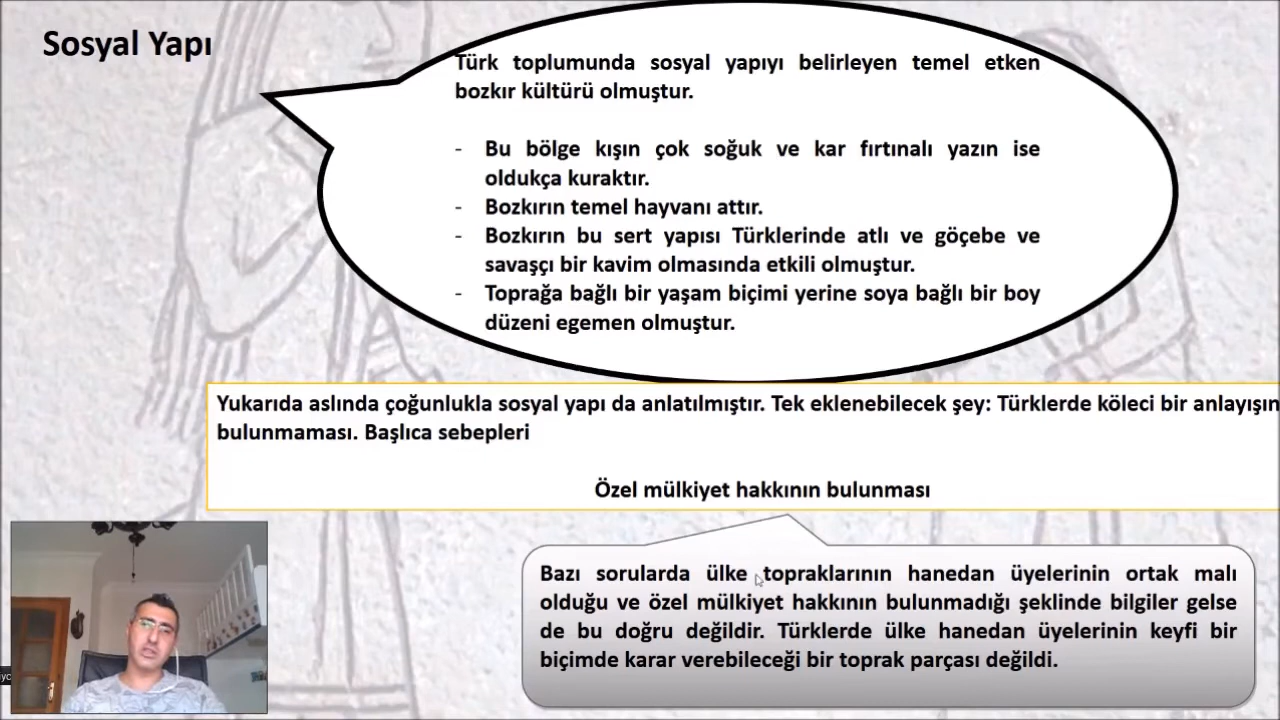 Sosyal Yapı
Türk toplumunda sosyal yapıyı belirleyen temel etken
bozkır kültürü olmuştur.
- Bu bölge kışın çok soğuk ve kar fırtınalı yazın ise
oldukça kuraktır.
- Bozkırın temel hayvanı attır.
- Bozkırın bu sert yapısı Türklerinde atlı ve göçebe ve
savaşçı bir kavim olmasında etkili olmuştur.
- Toprağa bağlı bir yaşam biçimi yerine soya bağlı bir boy
düzeni egemen olmuştur.
Yukarıda aslında çoğunlukla sosyal yapı da anlatılmıştır. Tek eklenebilecek şey: Türklerde köleci bir anlayışın
bulunmaması. Başlıca sebepleri
Özel mülkiyet hakkının bulunması
Bazı sorularda ülke topraklarının hanedan üyelerinin ortak malı
olduğu ve özel mülkiyet hakkının bulunmadığı şeklinde bilgiler gelse
de bu doğru değildir. Türklerde ülke hanedan üyelerinin keyfi bir
biçimde karar verebileceği bir toprak parçası değildi.